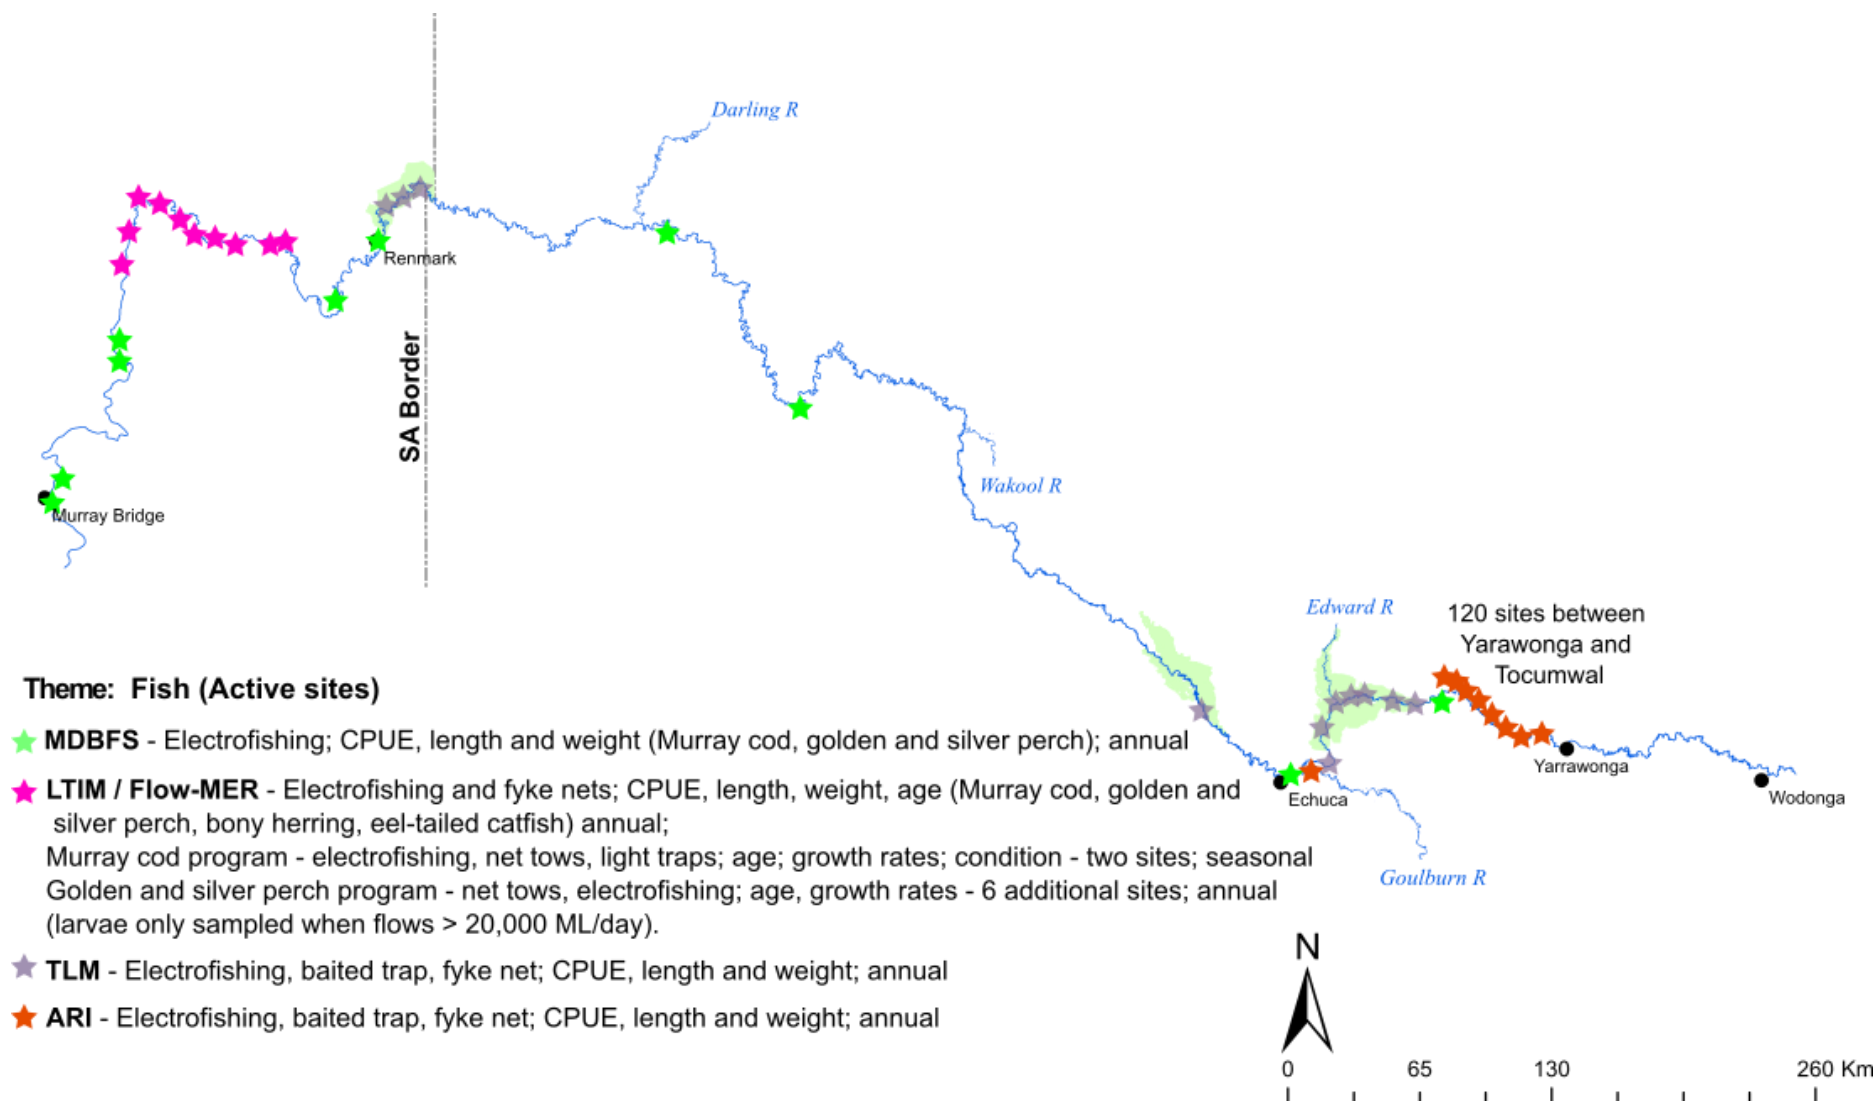 Darling R
Renmark
SA Border
Wakool R
Murray Bridge
Edward R
120 sites between
Yarawonga and
Tocumwal
Yarrawonga
Wodonga
Echuca
Goulburn R
Theme: Fish (Active sites)
MDBFS - Electrofishing; CPUE, length and weight (Murray cod, golden and silver perch); annual
LTIM / Flow-MER - Electrofishing and fyke nets; CPUE, length, weight, age (Murray cod, golden and
silver perch, bony herring, eel-tailed catfish) annual;
Murray cod program - electrofishing, net tows, light traps; age; growth rates; condition - two sites; seasonal
Golden and silver perch program - net tows, electrofishing; age, growth rates - 6 additional sites; annual
(larvae only sampled when flows > 20,000 ML/day).
TLM - Electrofishing, baited trap, fyke net; CPUE, length and weight; annual
ARI - Electrofishing, baited trap, fyke net; CPUE, length and weight; annual
N
0 65 130 260 Km